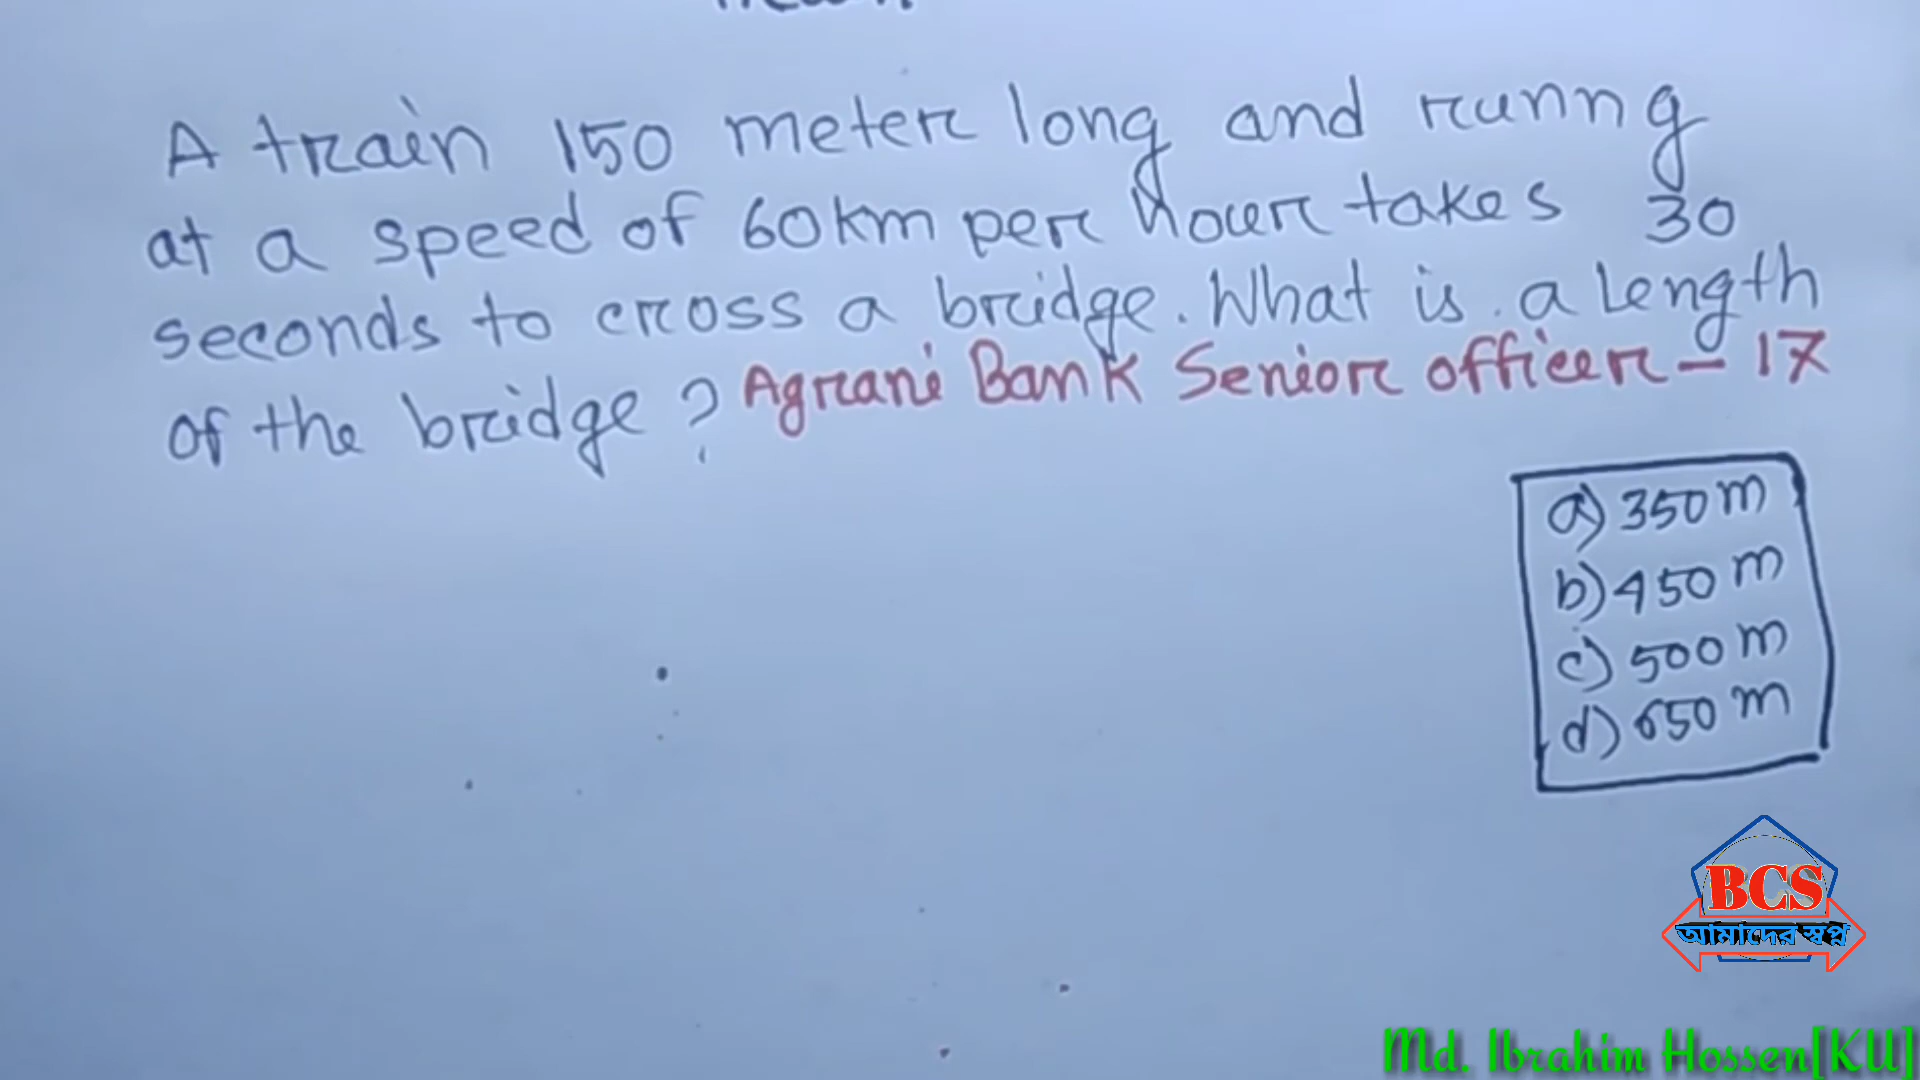 A train 150 meter long and runng
at a speed of 60km per hour takes 30
seconds to cross a bridge. What is a length
of the bridge? Agrani Bank Senior officer - 17
a) 350 m
b) 450 m
c) 500 m
d) 650 m
BCS
আমাদের স্বপ্ন
Md. Ibrahim Hossen[KU]